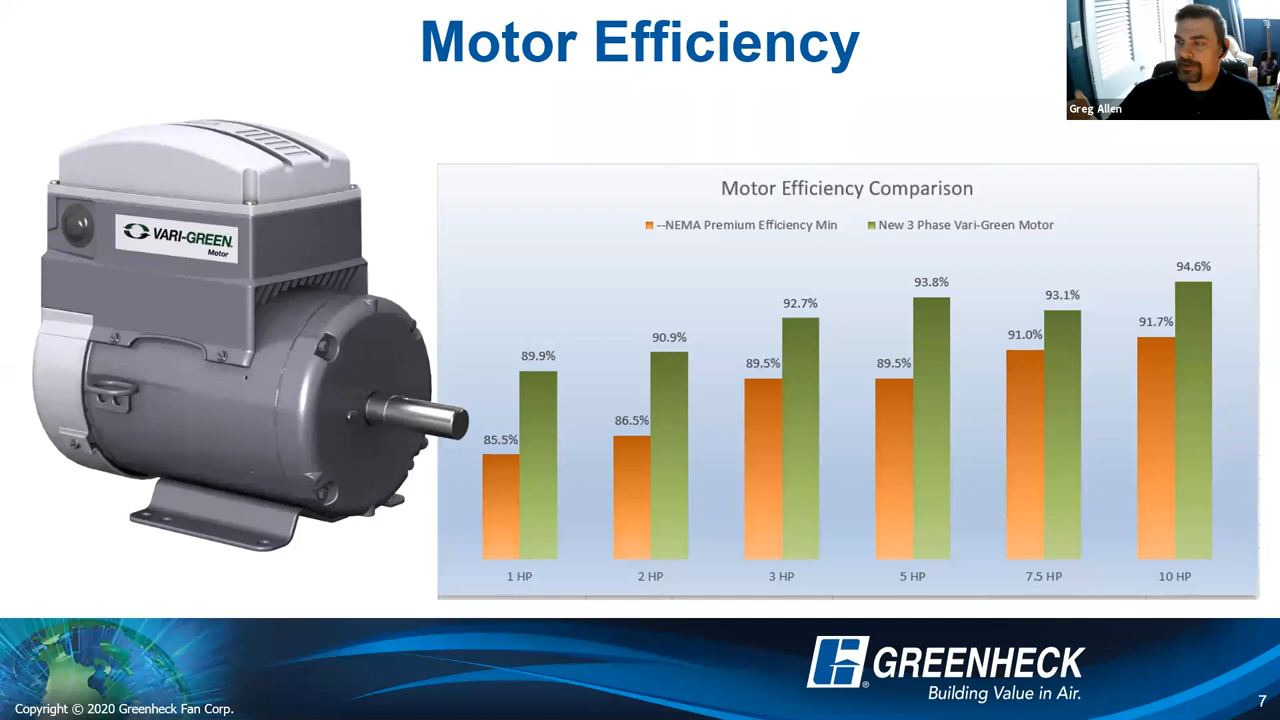 Motor Efficiency
Greg Allen
VARI-GREEN.
Motor
Motor Efficiency Comparison
--NEMA Premium Efficiency Min New 3 Phase Vari-Green Motor
94.6%
93.8%
93.1%
92.7%
91.7%
91.0%
90.9%
89.9%
89.5%
89.5%
86.5%
85.5%
1 HP 2 HP 3 HP 5 HP 7.5 HP 10 HP
GREENHECK
®
Building Value in Air.
Copyright © 2020 Greenheck Fan Corp.
7